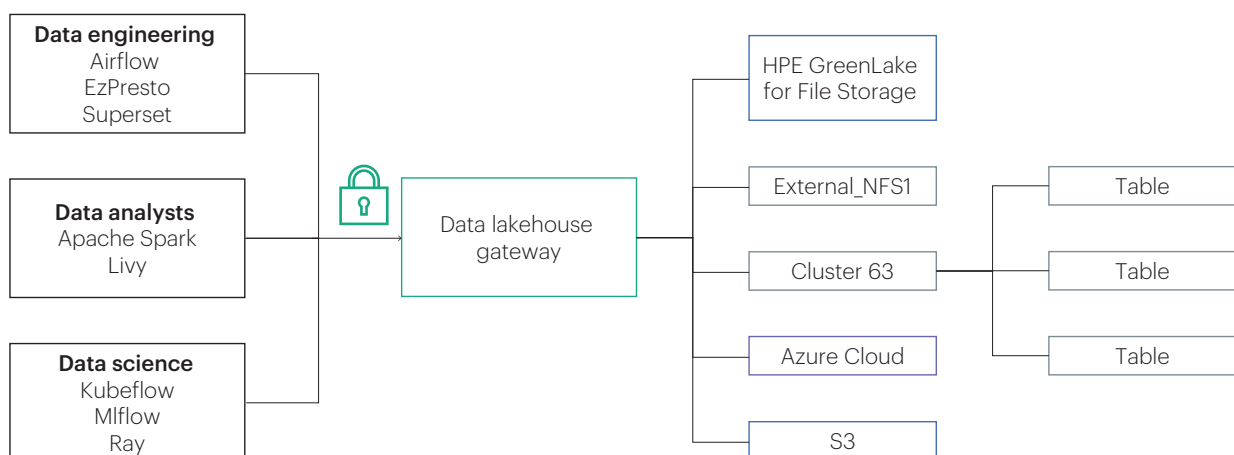 Data engineering
Airflow
EzPresto
Superset
Data analysts
Apache Spark
Livy
Data science
Kubeflow
Mlflow
Ray
Data lakehouse
gateway
HPE GreenLake
for File Storage
External_NFS1
Cluster 63
Azure Cloud
S3
Table
Table
Table